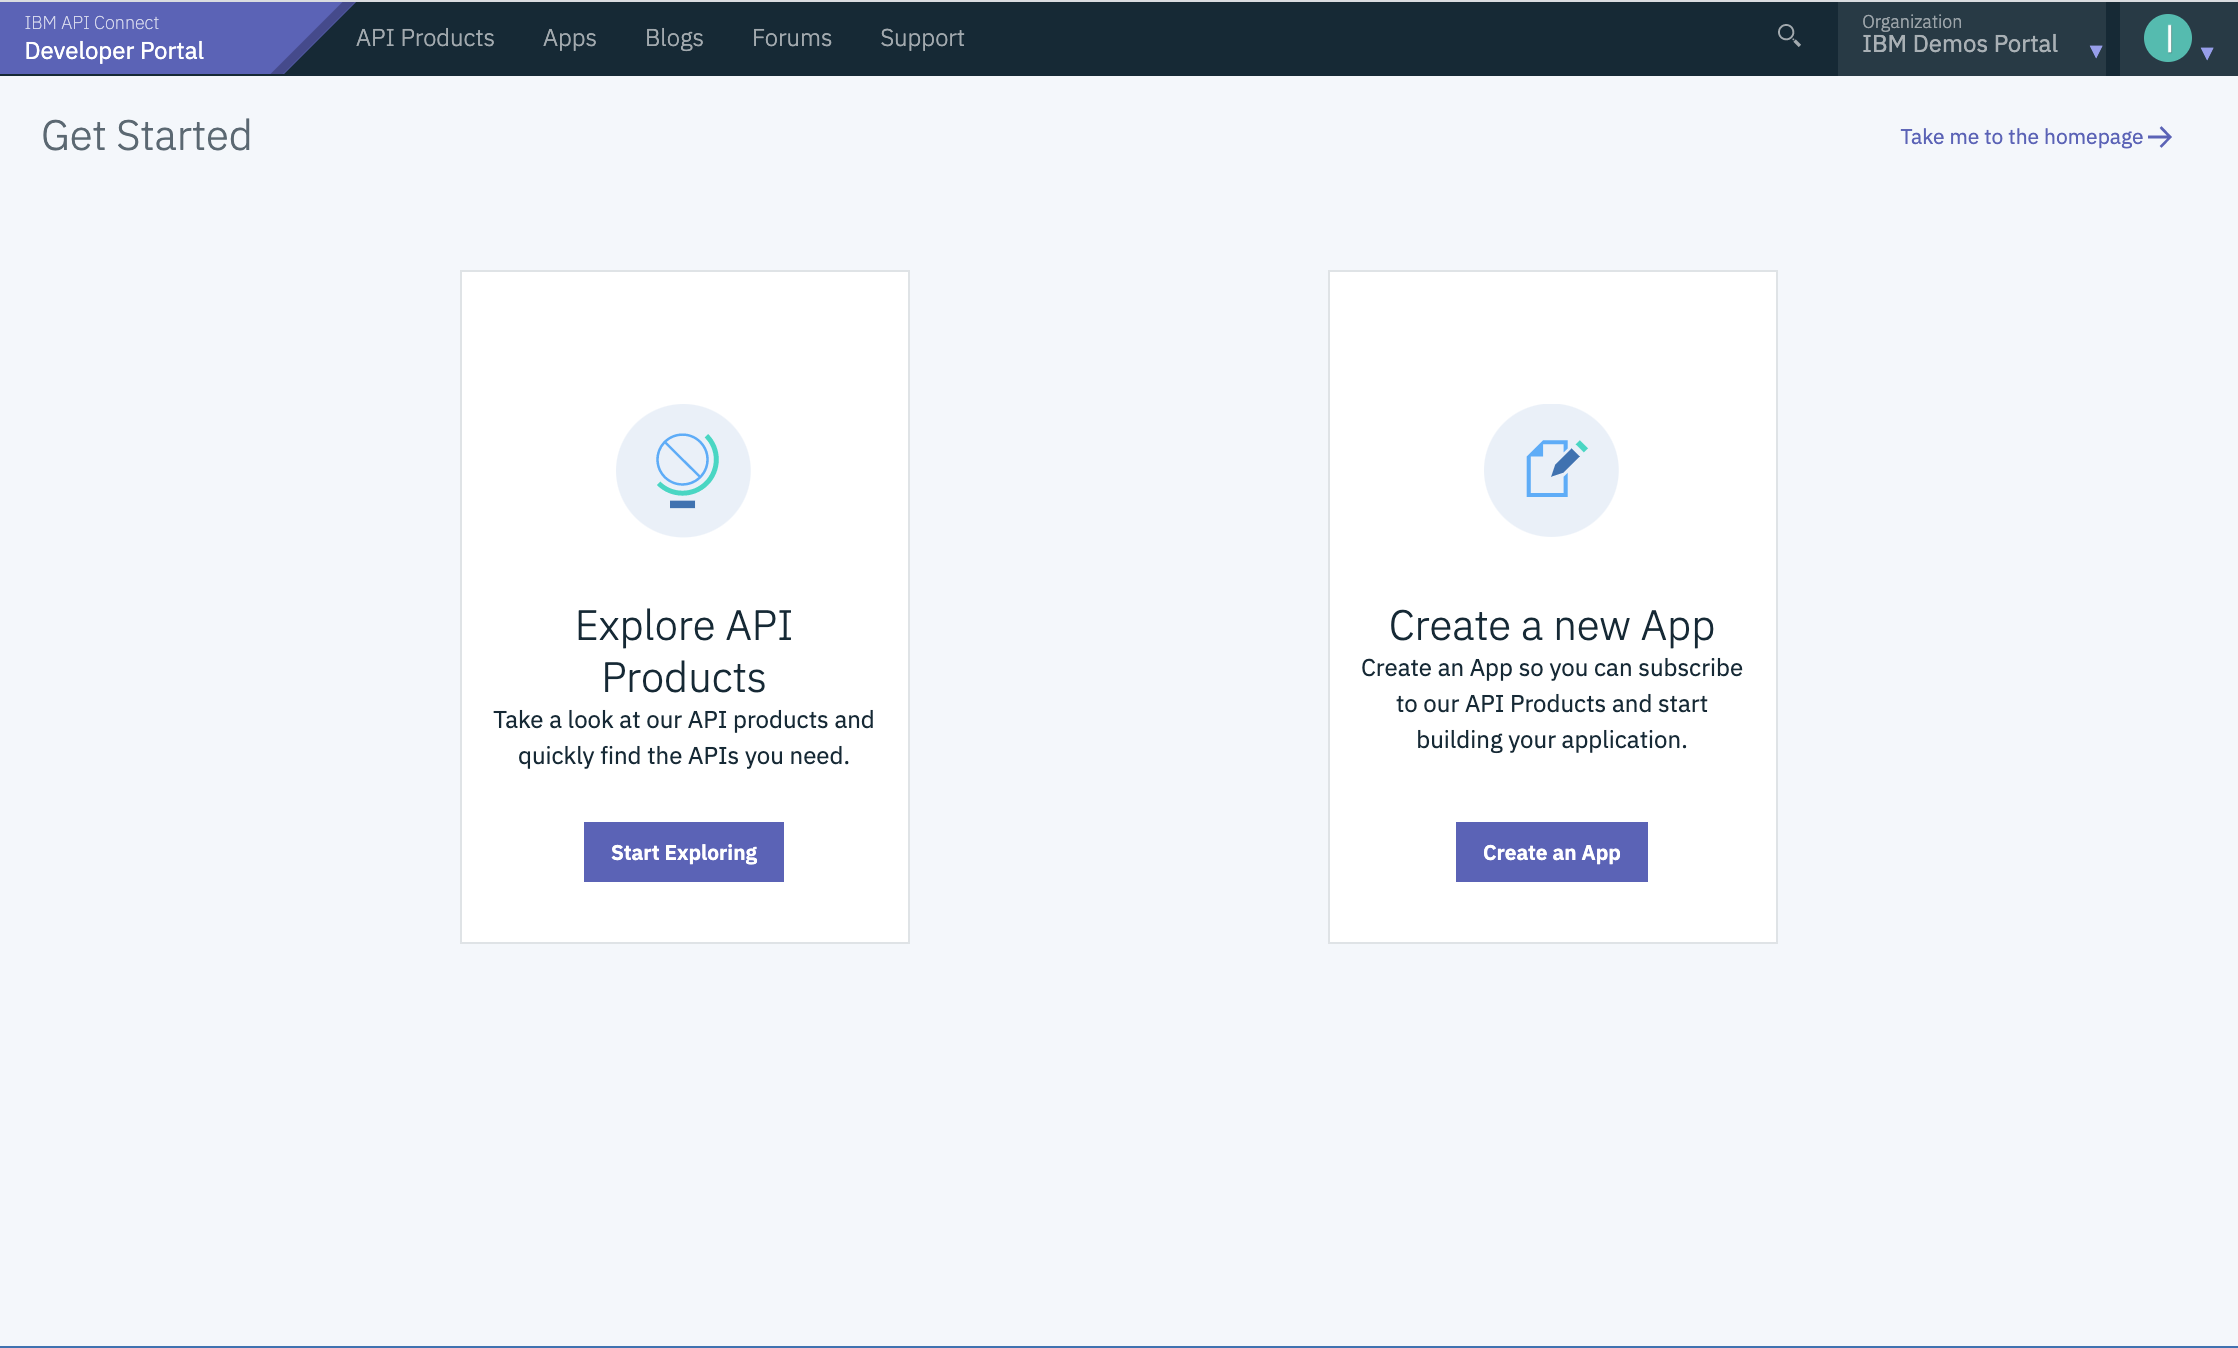 IBM API Connect
Developer Portal
API Products
Apps
Blogs
Forums
Support
Organization
IBM Demos Portal
I
Get Started
Take me to the homepage
Explore API
Products
Take a look at our API products and
quickly find the APIs you need.
Start Exploring
Create a new App
Create an App so you can subscribe
to our API Products and start
building your application.
Create an App